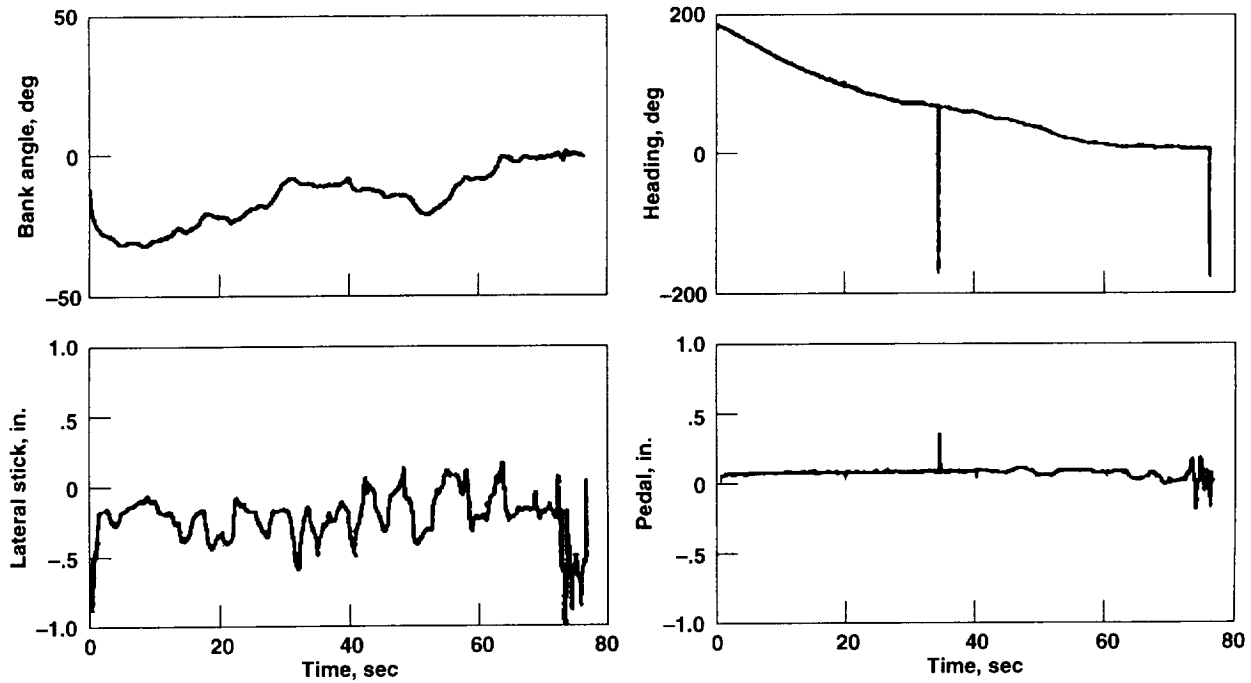 50
0
–50
Bank angle, deg
200
0
–200
Heading, deg
1.0
.5
0
–.5
–1.0
Lateral stick, in.
0 20 40 60 80
Time, sec
1.0
.5
0
–.5
–1.0
Pedal, in.
0 20 40 60 80
Time, sec